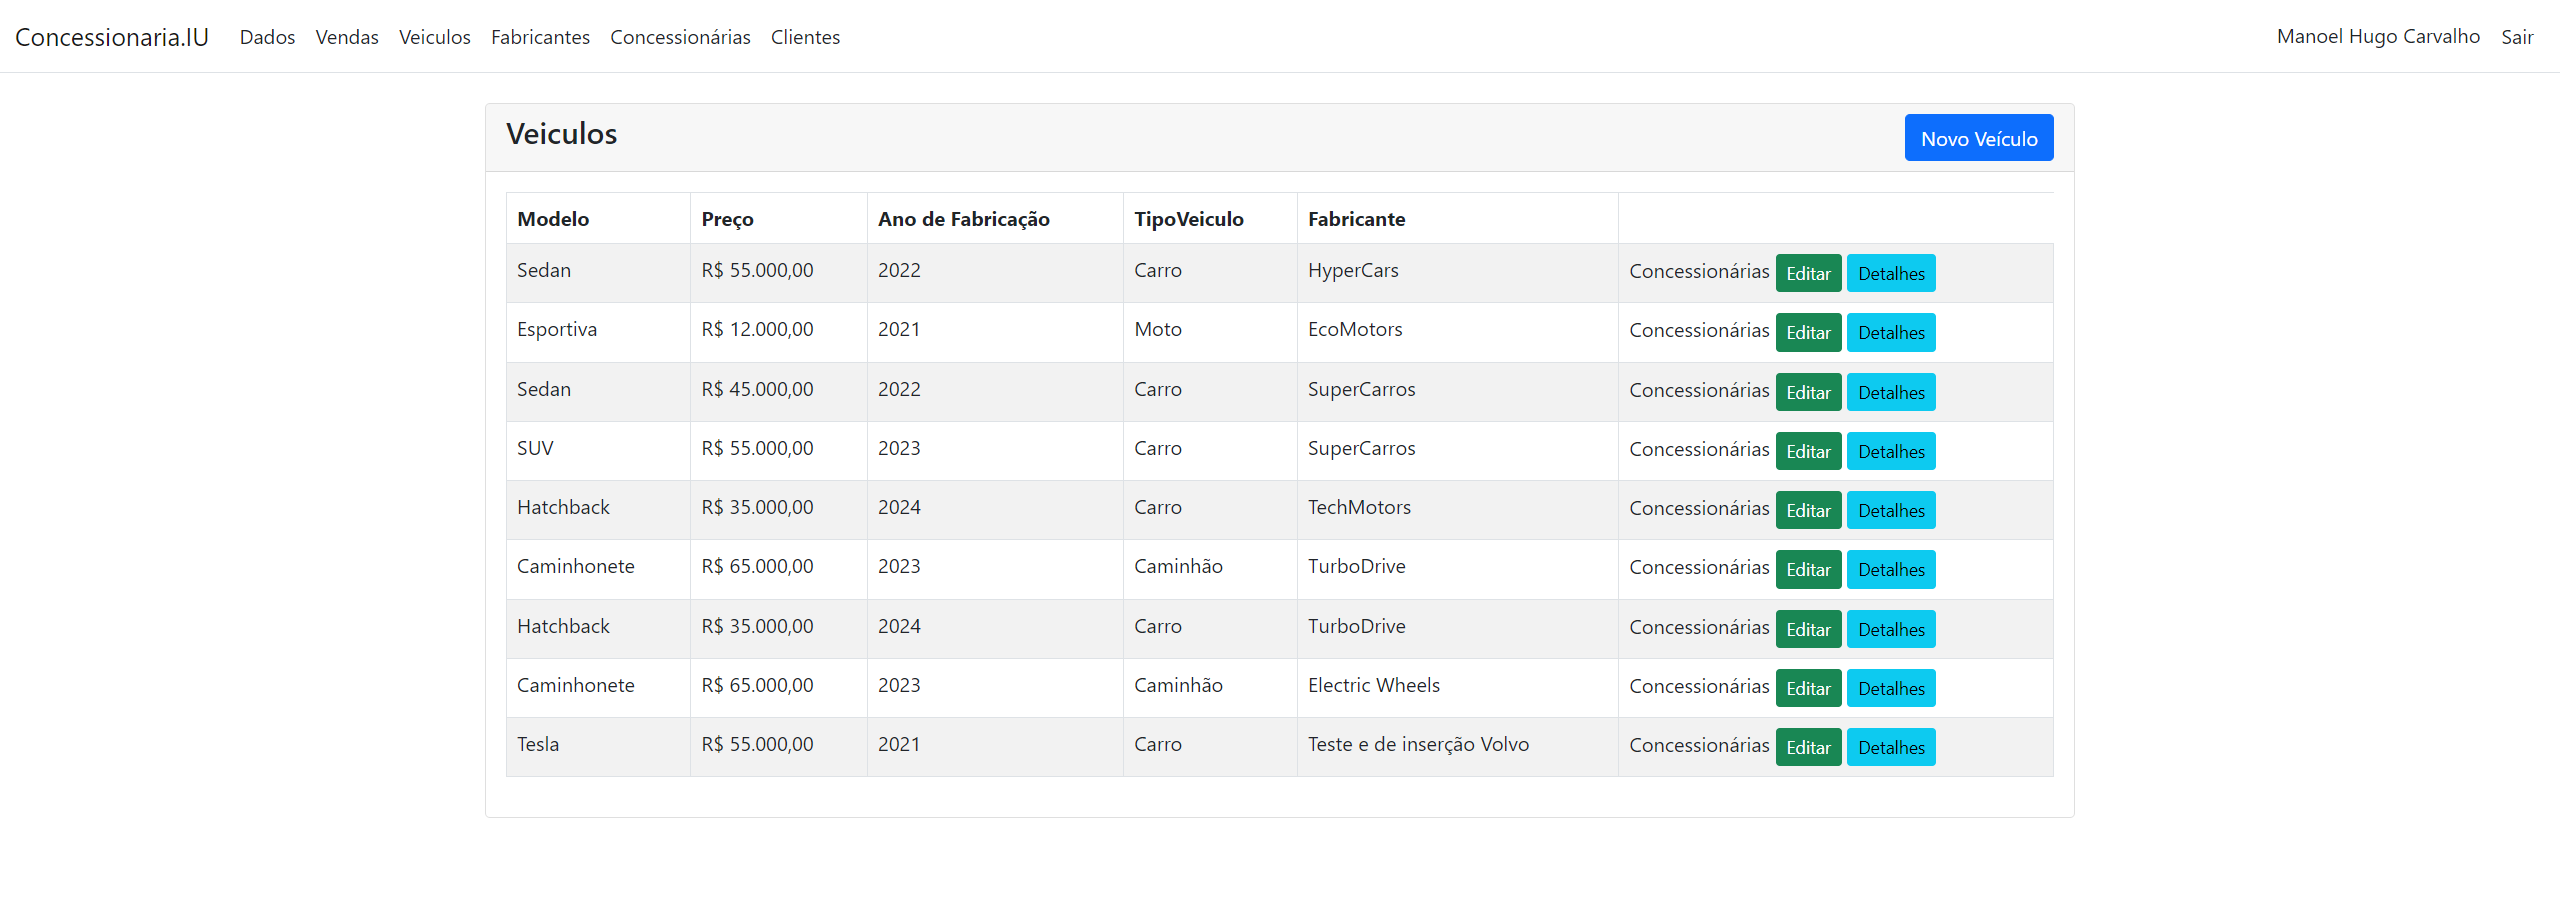 Concessionaria.IU Dados Vendas Veiculos Fabricantes Concessionárias Clientes Manoel Hugo Carvalho Sair
Veiculos Novo Veículo
Modelo Preço Ano de Fabricação TipoVeiculo Fabricante
Sedan R$ 55.000,00 2022 Carro HyperCars Concessionárias Editar Detalhes
Esportiva R$ 12.000,00 2021 Moto EcoMotors Concessionárias Editar Detalhes
Sedan R$ 45.000,00 2022 Carro SuperCarros Concessionárias Editar Detalhes
SUV R$ 55.000,00 2023 Carro SuperCarros Concessionárias Editar Detalhes
Hatchback R$ 35.000,00 2024 Carro TechMotors Concessionárias Editar Detalhes
Caminhonete R$ 65.000,00 2023 Caminhão TurboDrive Concessionárias Editar Detalhes
Hatchback R$ 35.000,00 2024 Carro TurboDrive Concessionárias Editar Detalhes
Caminhonete R$ 65.000,00 2023 Caminhão Electric Wheels Concessionárias Editar Detalhes
Tesla R$ 55.000,00 2021 Carro Teste e de inserção Volvo Concessionárias Editar Detalhes